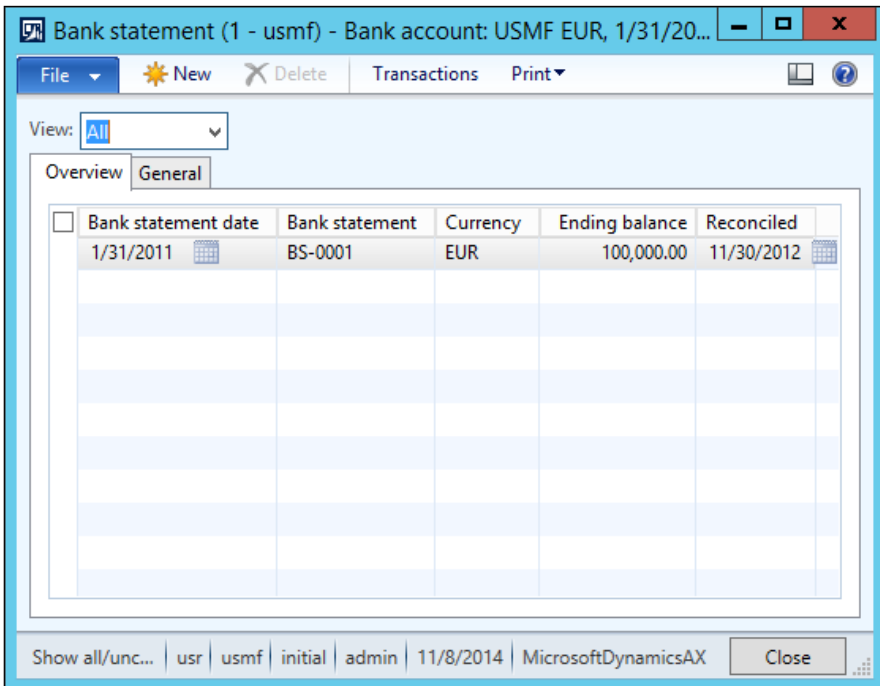 Bank statement (1 - usmf) - Bank account: USMF EUR, 1/31/20...
File New Delete Transactions Print
View: All
Overview General
Bank statement date Bank statement Currency Ending balance Reconciled
1/31/2011 BS-0001 EUR 100,000.00 11/30/2012
Show all/unc... usr usmf initial admin 11/8/2014 MicrosoftDynamicsAX Close